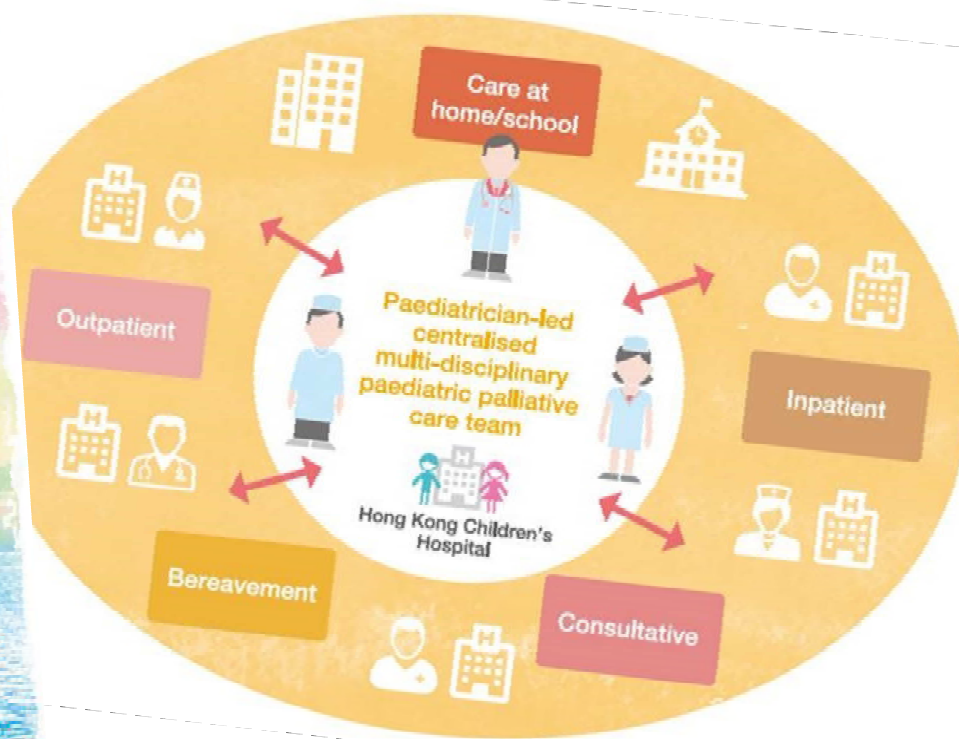 Care at
home/school
Outpatient
Paediatrician-led
centralised
multi-disciplinary
paediatric palliative
care team
Hong Kong Children's
Hospital
Inpatient
Bereavement
Consultative
H
H
H
H
H
H